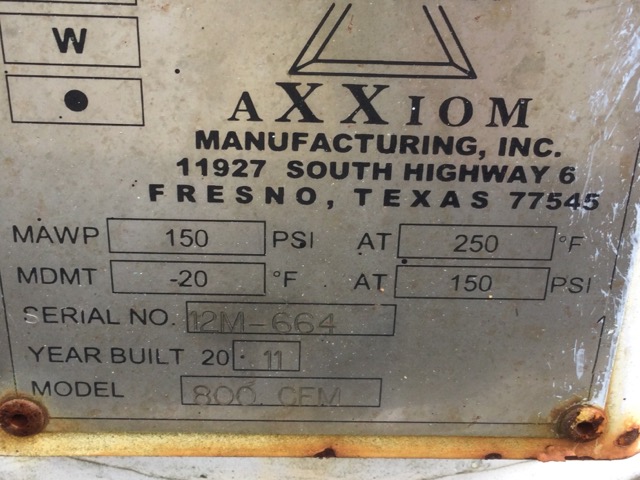 W
AXXIOM
MANUFACTURING, INC.
11927 SOUTH HIGHWAY 6
FRESNO, TEXAS 77545
MAWP 150 PSI AT 250 °F
MDMT -20 °F AT 150 PSI
SERIAL NO. 12M-664
YEAR BUILT 20 11
MODEL 800 CFM